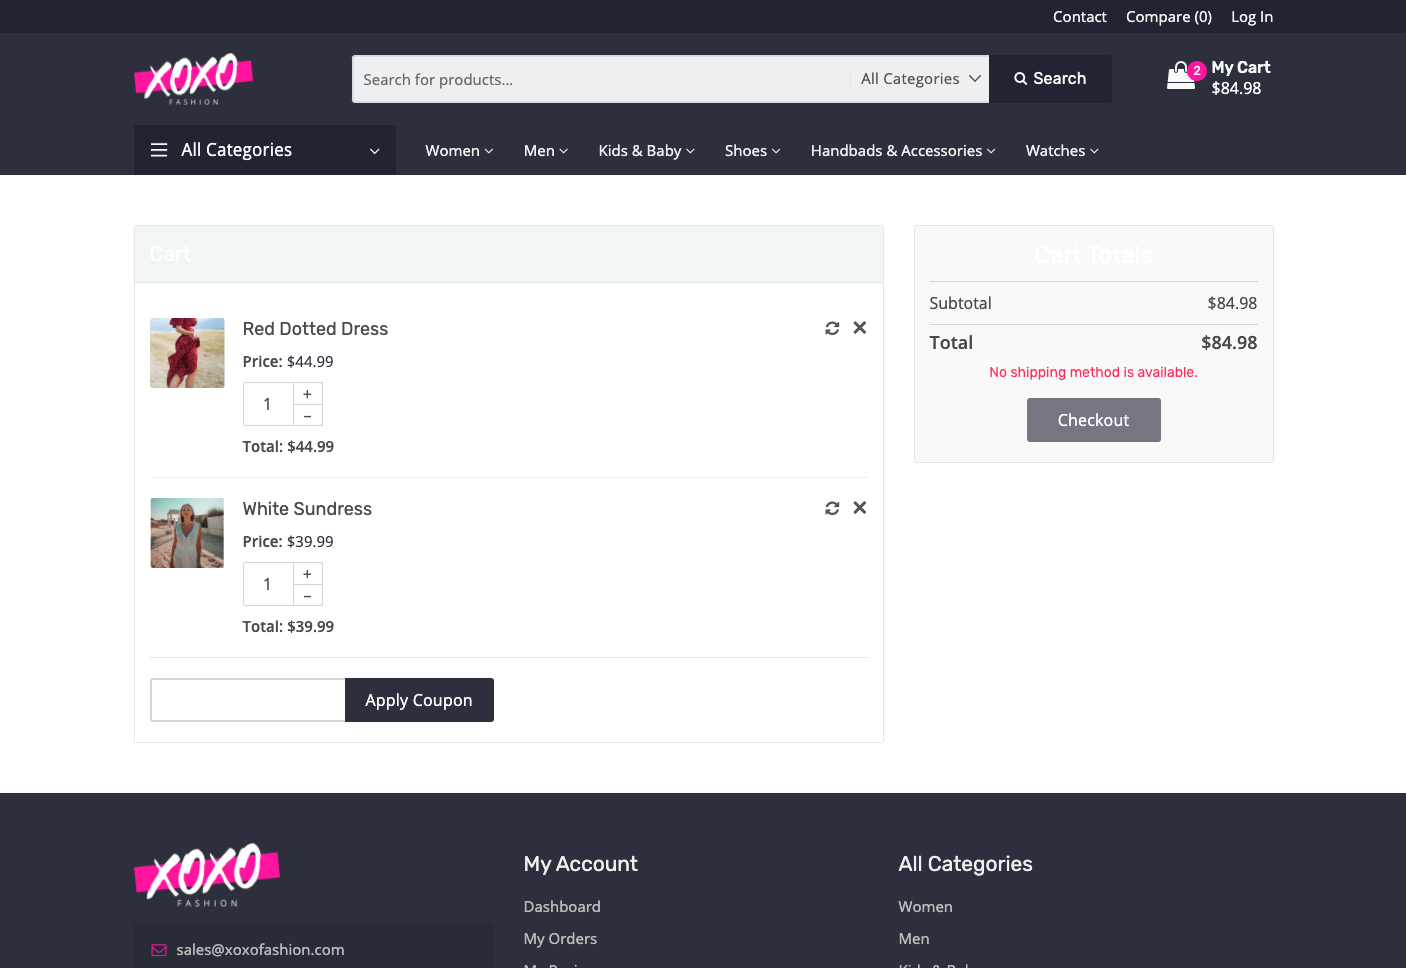 Contact Compare (0) Log In
XOXO
FASHION
Search for products...
All Categories
Search
2
My Cart
$84.98
All Categories
Women Men Kids & Baby Shoes Handbads & Accessories Watches
Cart
Red Dotted Dress
Price: $44.99
1
+
−
Total: $44.99
White Sundress
Price: $39.99
1
+
−
Total: $39.99
Apply Coupon
Cart Totals
Subtotal $84.98
Total $84.98
No shipping method is available.
Checkout
XOXO
FASHION
sales@xoxofashion.com
My Account
Dashboard
My Orders
All Categories
Women
Men